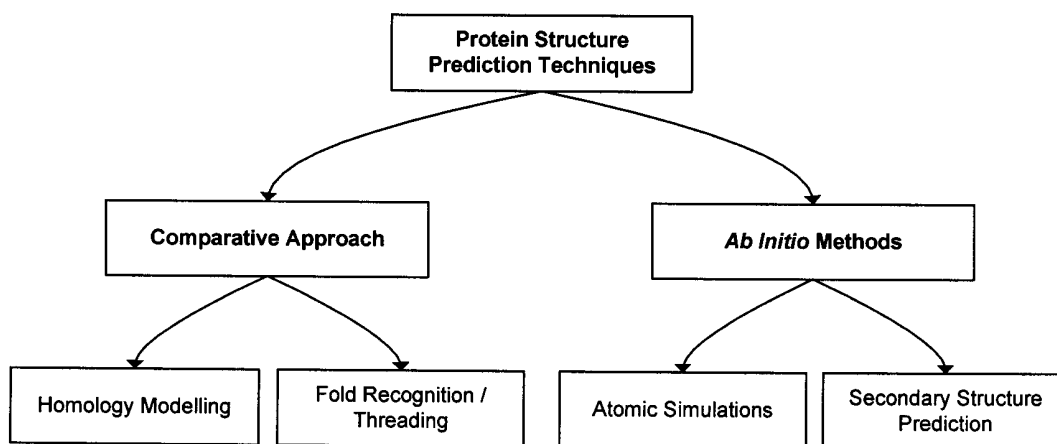 Protein Structure
Prediction Techniques
Comparative Approach
Ab Initio Methods
Homology Modelling
Fold Recognition /
Threading
Atomic Simulations
Secondary Structure
Prediction